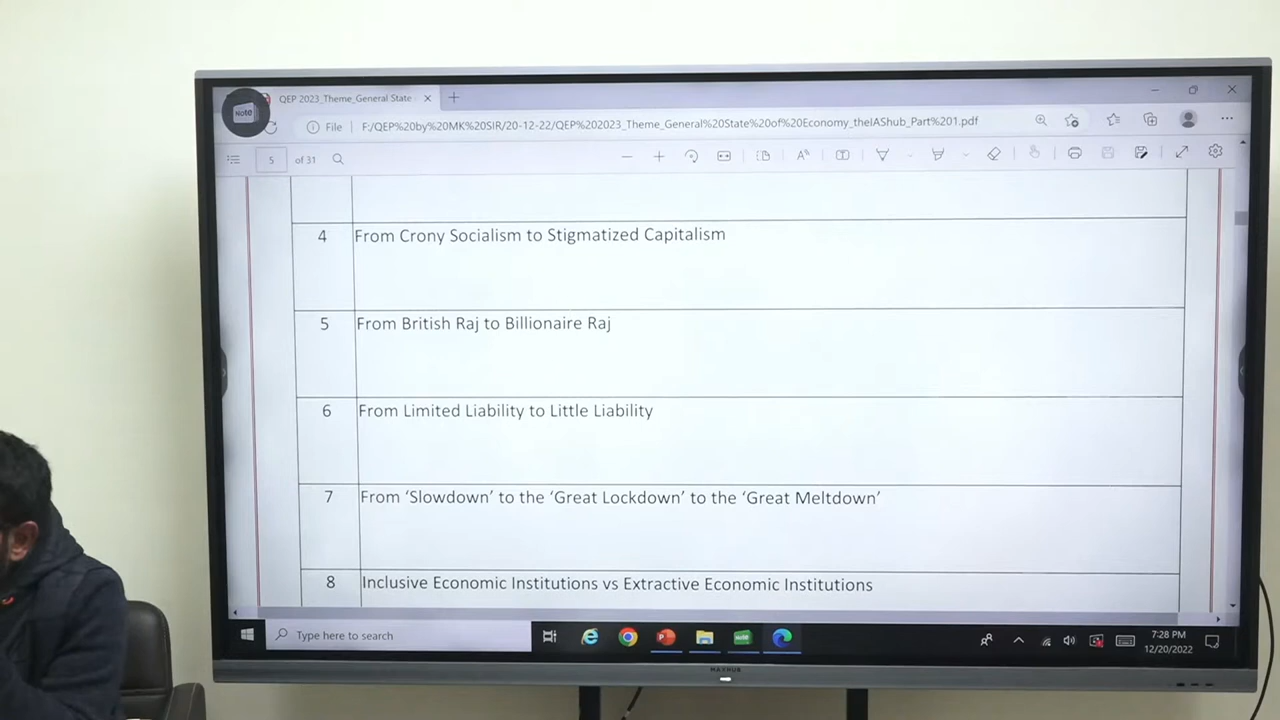 QEP 2023_Theme_General State
Note
File F:/QEP%20by%20MK%20SIR/20-12-22/QEP%202023_Theme_General%20State%20of%20Economy_theIAShub_Part%201.pdf
5 of 31
4 From Crony Socialism to Stigmatized Capitalism
5 From British Raj to Billionaire Raj
6 From Limited Liability to Little Liability
7 From ‘Slowdown’ to the ‘Great Lockdown’ to the ‘Great Meltdown’
8 Inclusive Economic Institutions vs Extractive Economic Institutions
Type here to search
7:28 PM
12/20/2022
MAXHUB